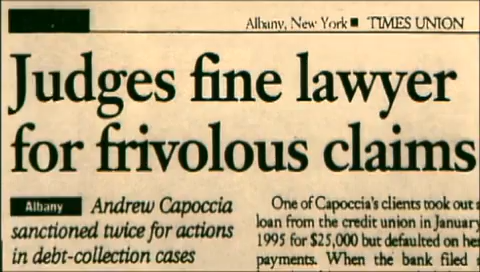 Albany, New York ■ TIMES UNION
Judges fine lawyer
for frivolous claims
Albany Andrew Capoccia
sanctioned twice for actions
in debt-collection cases
One of Capoccia's clients took out
loan from the credit union in January
1995 for $25,000 but defaulted on
payments. When the bank filed